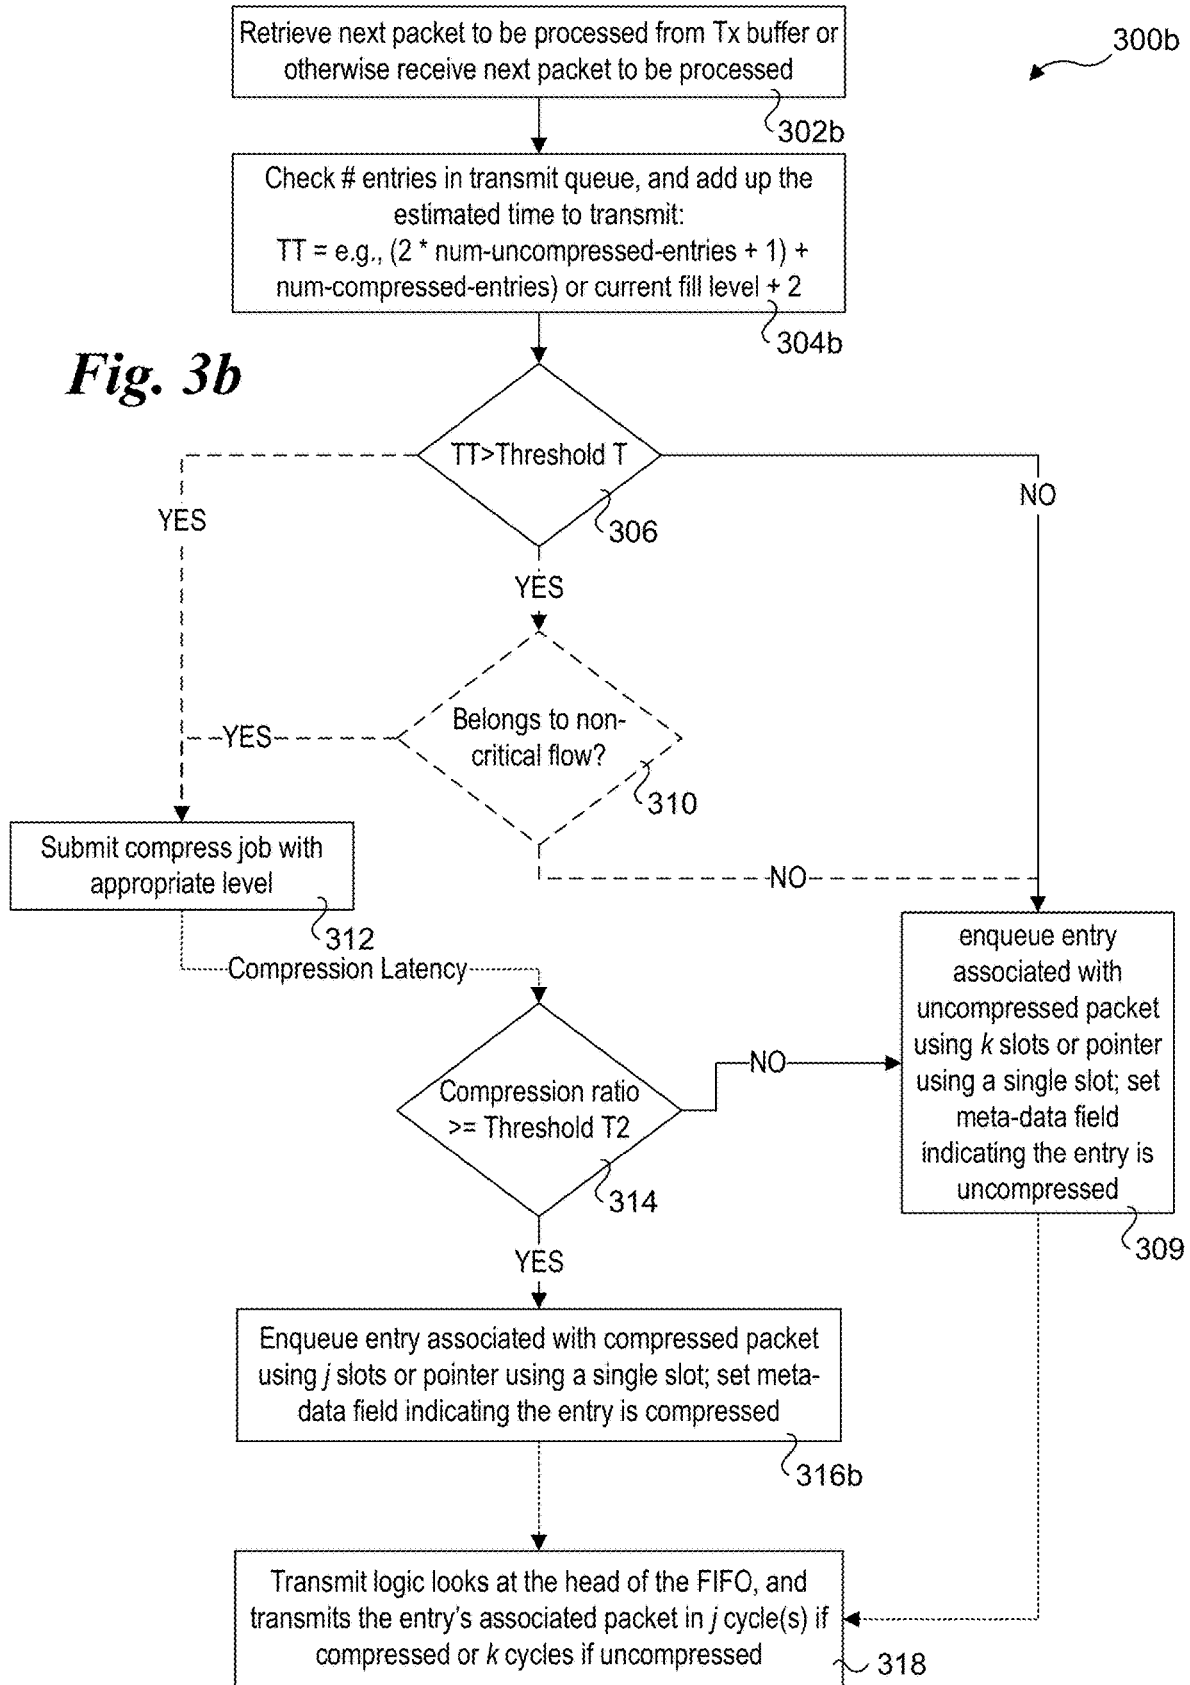 Retrieve next packet to be processed from Tx buffer or
otherwise receive next packet to be processed
300b
302b
Check # entries in transmit queue, and add up the
estimated time to transmit:
TT = e.g., (2 * num-uncompressed-entries + 1) +
num-compressed-entries) or current fill level + 2
304b
Fig. 3b
TT>Threshold T
306
YES
NO
YES
Belongs to non-
critical flow?
310
YES
NO
Submit compress job with
appropriate level
312
Compression Latency
Compression ratio
>= Threshold T2
314
NO
enqueue entry
associated with
uncompressed packet
using k slots or pointer
using a single slot; set
meta-data field
indicating the entry is
uncompressed
309
YES
Enqueue entry associated with compressed packet
using j slots or pointer using a single slot; set meta-
data field indicating the entry is compressed
316b
Transmit logic looks at the head of the FIFO, and
transmits the entry's associated packet in j cycle(s) if
compressed or k cycles if uncompressed
318